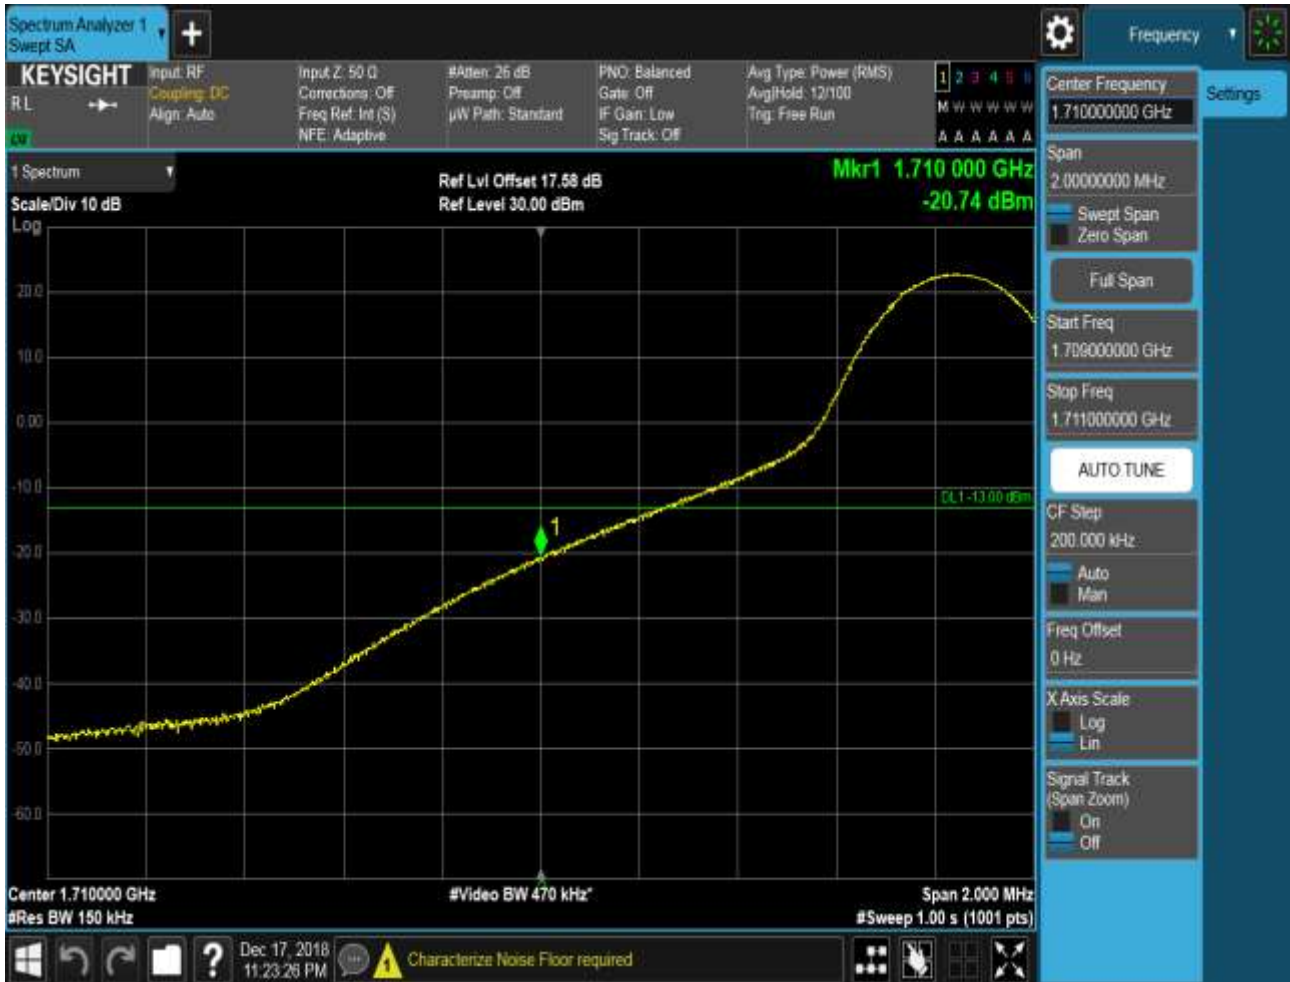 Spectrum Analyzer 1
Swept SA
Frequency
KEYSIGHT
RL
Input: RF
Coupling: DC
Align: Auto
Input Z: 50 Ω
Corrections: Off
Freq Ref: Int (S)
NFE: Adaptive
#Atten: 26 dB
Preamp: Off
µW Path: Standard
PNO: Balanced
Gate: Off
IF Gain: Low
Sig Track: Off
Avg Type: Power (RMS)
Avg|Hold: 12/100
Trig: Free Run
1 2 3 4 5 6
M W W W W W
A A A A A A
1 Spectrum
Scale/Div 10 dB
Log
Ref Lvl Offset 17.58 dB
Ref Level 30.00 dBm
Mkr1 1.710 000 GHz
-20.74 dBm
20.0
10.0
0.00
-10.0
-20.0
-30.0
-40.0
-50.0
-60.0
DL1 -13.00 dBm
1
Center 1.710000 GHz
#Res BW 150 kHz
#Video BW 470 kHz*
Span 2.000 MHz
#Sweep 1.00 s (1001 pts)
Dec 17, 2018
11:23:26 PM
Characterize Noise Floor required
Center Frequency
1.710000000 GHz
Settings
Span
2.00000000 MHz
Swept Span
Zero Span
Full Span
Start Freq
1.709000000 GHz
Stop Freq
1.711000000 GHz
AUTO TUNE
CF Step
200.000 kHz
Auto
Man
Freq Offset
0 Hz
X Axis Scale
Log
Lin
Signal Track
(Span Zoom)
On
Off